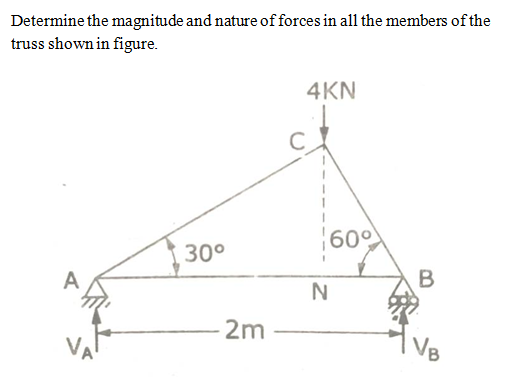 Determine the magnitude and nature of forces in all the members of the
truss shown in figure.
4KN
C
30°
60°
A
B
N
2m
VA
VB